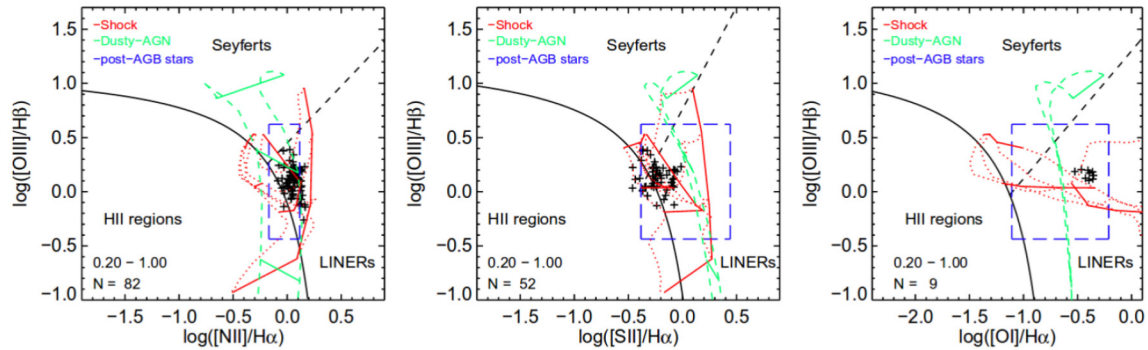 log([OIII]/Hβ)
1.5
1.0
0.5
0.0
−0.5
−1.0
−Shock
−Dusty−AGN
−post−AGB stars
Seyferts
HII regions
LINERs
0.20 − 1.00
N = 82
−1.5 −1.0 −0.5 0.0 0.5
log([NII]/Hα)
log([OIII]/Hβ)
1.5
1.0
0.5
0.0
−0.5
−1.0
−Shock
−Dusty−AGN
−post−AGB stars
Seyferts
HII regions
LINERs
0.20 − 1.00
N = 52
−1.5 −1.0 −0.5 0.0 0.5
log([SII]/Hα)
log([OIII]/Hβ)
1.5
1.0
0.5
0.0
−0.5
−1.0
−Shock
−Dusty−AGN
−post−AGB stars
Seyferts
HII regions
LINERs
0.20 − 1.00
N = 9
−2.0 −1.5 −1.0 −0.5 0.0
log([OI]/Hα)